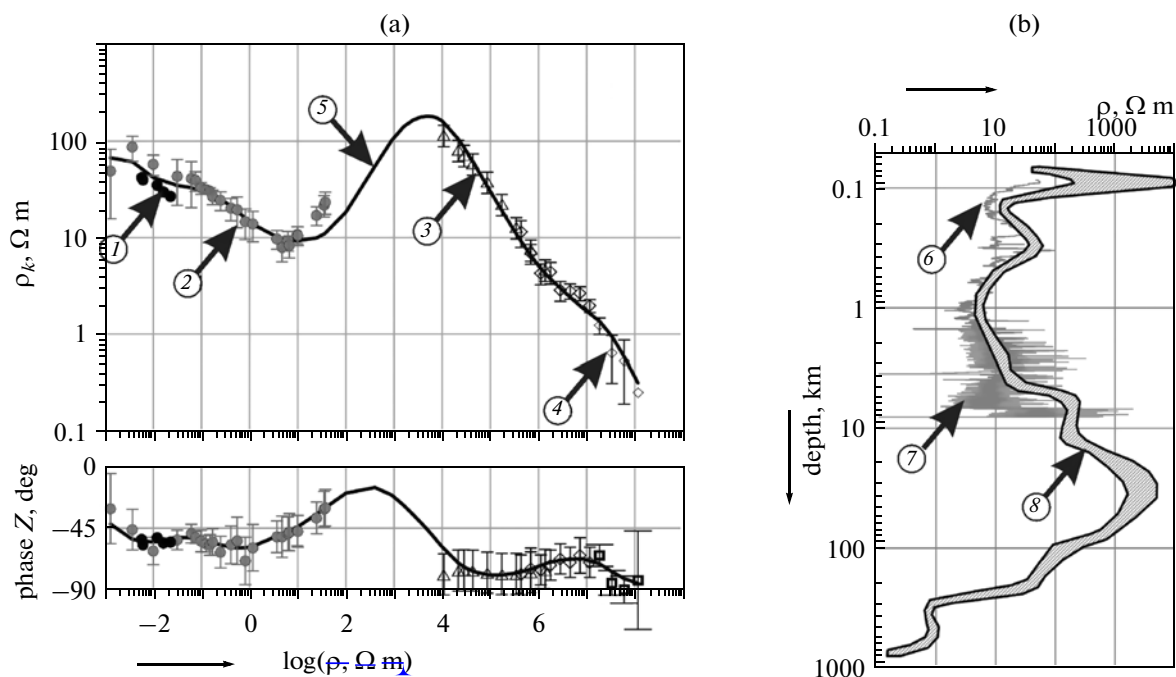 (a)
100
10
1
0.1
ρk, Ω m
1
2
3
4
5
0
−45
−90
phase Z, deg
−2 0 2 4 6
log(ρ, Ω m)
(b)
ρ, Ω m
0.1 10 1000
0.1
1
10
100
1000
depth, km
6
7
8